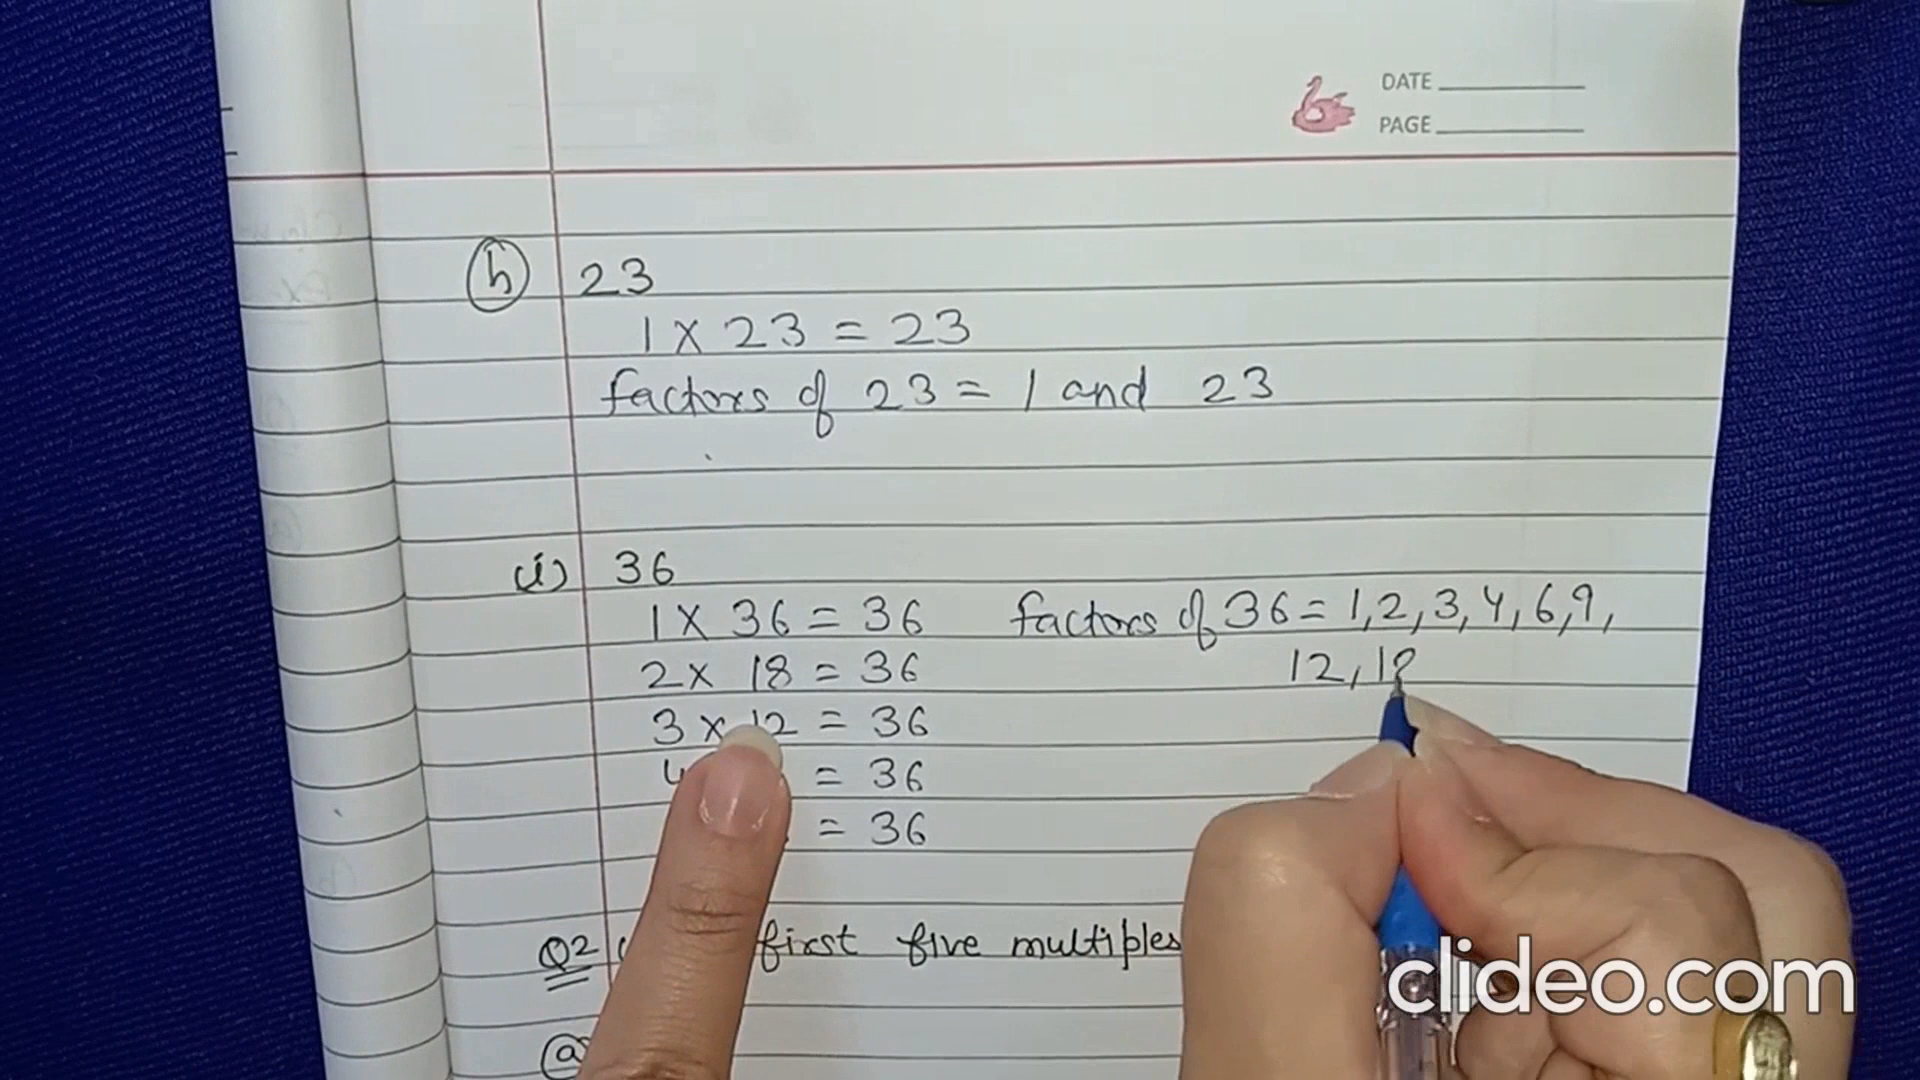 DATE
PAGE
(h) 23
1 × 23 = 23
factors of 23 = 1 and 23
(i) 36
1 × 36 = 36
2 × 18 = 36
3 × 12 = 36
= 36
= 36
factors of 36 = 1, 2, 3, 4, 6, 9,
12, 18
Q2 first five multiples
(a)
clideo.com